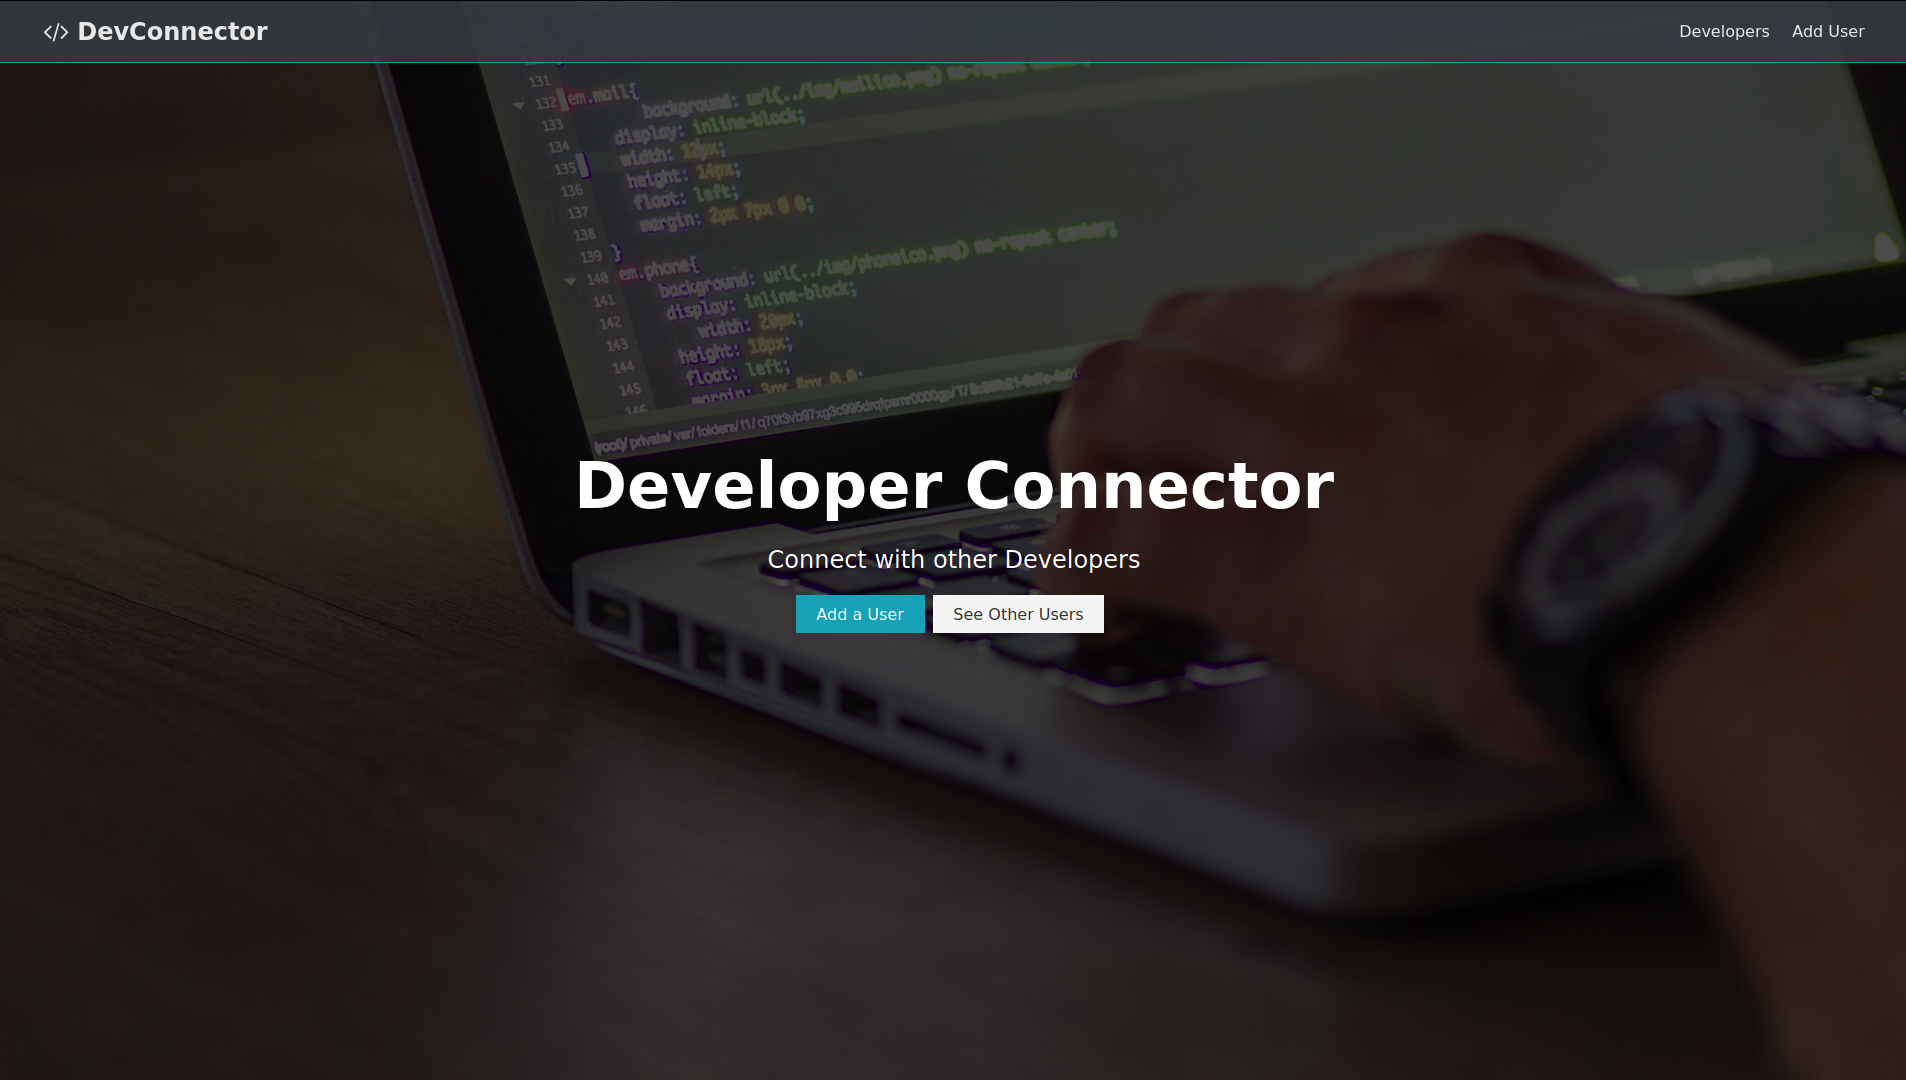 </> DevConnector
Developers Add User
131
132 em.mail{
133 background: url(../img/mailico.png) no-repeat center;
134 display: inline-block;
135 width: 12px;
136 height: 14px;
137 float: left;
138 margin: 2px 7px 0 0;
139 }
140 em.phone{
141 background: url(../img/phoneico.png) no-repeat center;
142 display: inline-block;
143 width: 20px;
144 height: 18px;
145 float: left;
146 margin: 3px 8px 0 0;
(root)/private/var/folders/
Developer Connector
Connect with other Developers
Add a User See Other Users